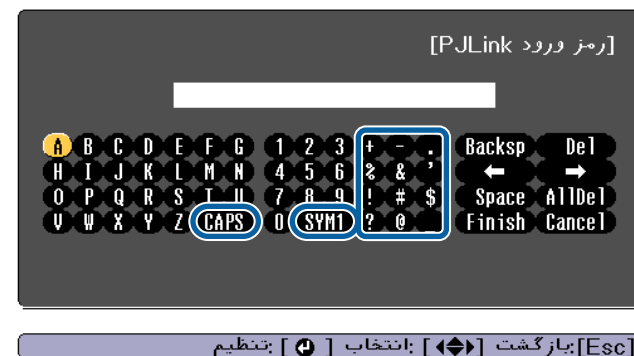 [رمز ورود PJLink]
A B C D E F G 1 2 3 + - . Backsp Del
H I J K L M N 4 5 6 % & ' ← →
O P Q R S T U 7 8 9 ! # $ Space AllDel
V W X Y Z CAPS 0 SYM1 ? @ _ Finish Cancel
[Esc]:بازگشت [◆] :انتخاب [ ] :تنظیم